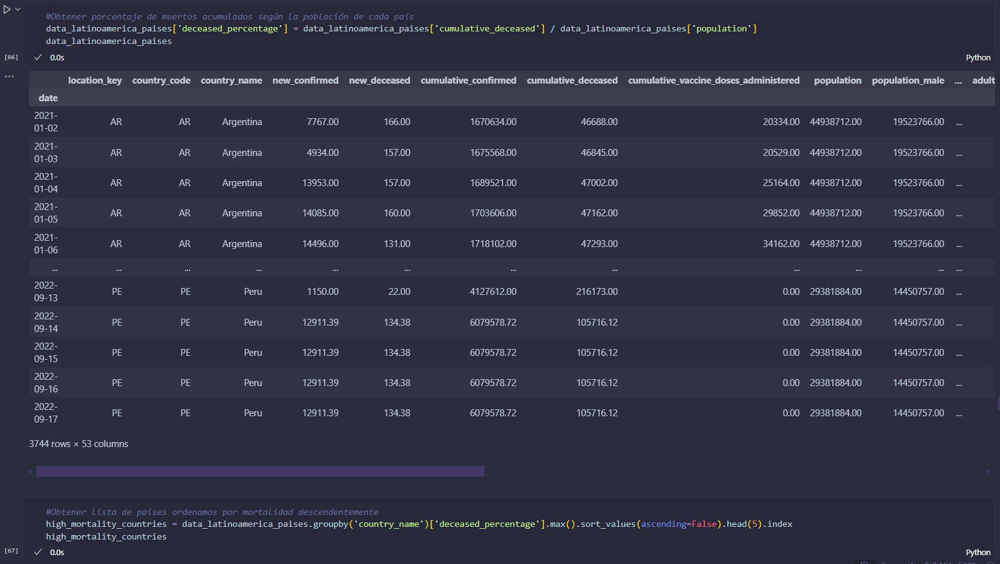 #Obtener porcentaje de muertos acumulados según la población de cada país
data_latinoamerica_paises['deceased_percentage'] = data_latinoamerica_paises['cumulative_deceased'] / data_latinoamerica_paises['population']
data_latinoamerica_paises
[66] 0.0s Python
... location_key country_code country_name new_confirmed new_deceased cumulative_confirmed cumulative_deceased cumulative_vaccine_doses_administered population population_male ... adult
date
2021-01-02 AR AR Argentina 7767.00 166.00 1670634.00 46688.00 20334.00 44938712.00 19523766.00 ...
2021-01-03 AR AR Argentina 4934.00 157.00 1675568.00 46845.00 20529.00 44938712.00 19523766.00 ...
2021-01-04 AR AR Argentina 13953.00 157.00 1689521.00 47002.00 25164.00 44938712.00 19523766.00 ...
2021-01-05 AR AR Argentina 14085.00 160.00 1703606.00 47162.00 29852.00 44938712.00 19523766.00 ...
2021-01-06 AR AR Argentina 14496.00 131.00 1718102.00 47293.00 34162.00 44938712.00 19523766.00 ...
... ... ... ... ... ... ... ... ... ... ... ...
2022-09-13 PE PE Peru 1150.00 22.00 4127612.00 216173.00 0.00 29381884.00 14450757.00 ...
2022-09-14 PE PE Peru 12911.39 134.38 6079578.72 105716.12 0.00 29381884.00 14450757.00 ...
2022-09-15 PE PE Peru 12911.39 134.38 6079578.72 105716.12 0.00 29381884.00 14450757.00 ...
2022-09-16 PE PE Peru 12911.39 134.38 6079578.72 105716.12 0.00 29381884.00 14450757.00 ...
2022-09-17 PE PE Peru 12911.39 134.38 6079578.72 105716.12 0.00 29381884.00 14450757.00 ...
3744 rows × 53 columns
#Obtener lista de países ordenamos por mortalidad descendentemente
high_mortality_countries = data_latinoamerica_paises.groupby('country_name')['deceased_percentage'].max().sort_values(ascending=False).head(5).index
high_mortality_countries
[67] 0.0s Python